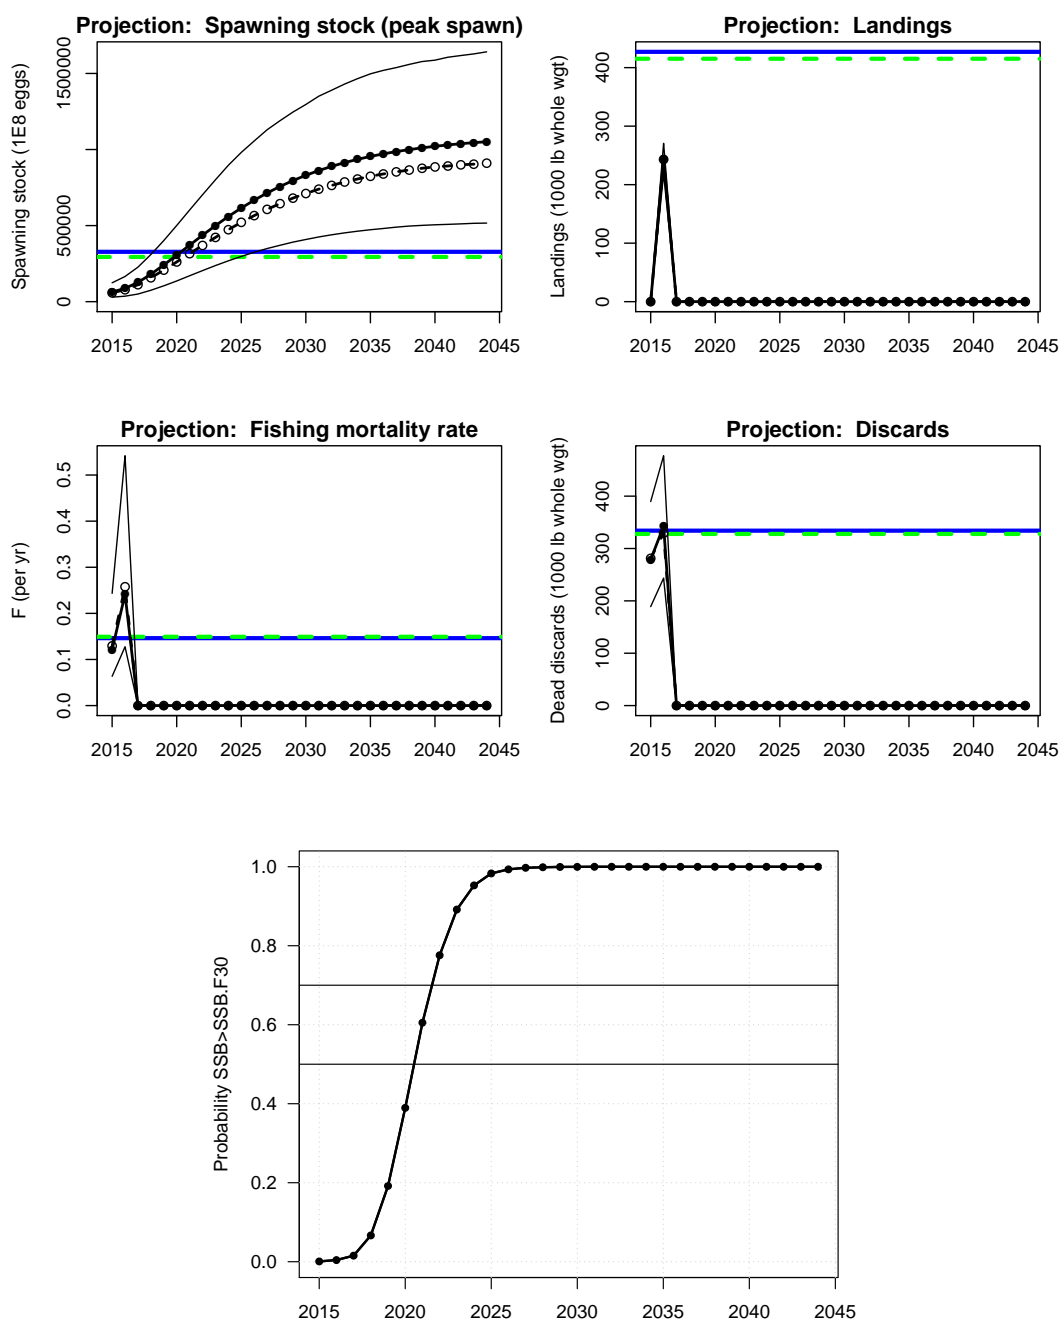 Projection: Spawning stock (peak spawn)
Spawning stock (1E8 eggs)
0 500000 1500000
2015 2020 2025 2030 2035 2040 2045
Projection: Landings
Landings (1000 lb whole wgt)
0 100 200 300 400
2015 2020 2025 2030 2035 2040 2045
Projection: Fishing mortality rate
F (per yr)
0.0 0.1 0.2 0.3 0.4 0.5
2015 2020 2025 2030 2035 2040 2045
Projection: Discards
Dead discards (1000 lb whole wgt)
0 100 200 300 400
2015 2020 2025 2030 2035 2040 2045
Probability SSB>SSB.F30
1.0
0.8
0.6
0.4
0.2
0.0
2015 2020 2025 2030 2035 2040 2045